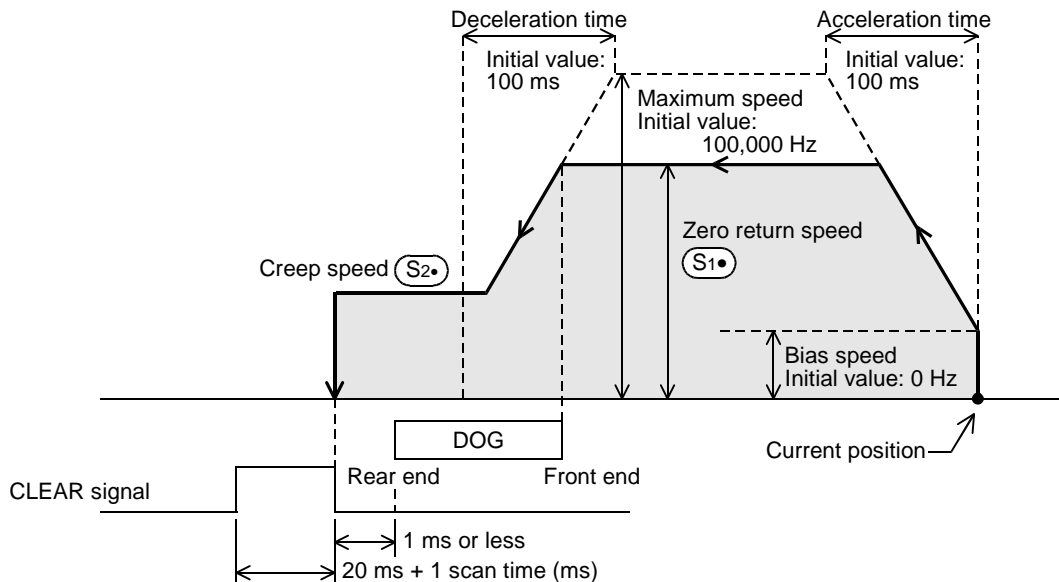 Deceleration time
Acceleration time
Initial value:
100 ms
Initial value:
100 ms
Maximum speed
Initial value:
100,000 Hz
Zero return speed
S1•
Creep speed S2•
Bias speed
Initial value: 0 Hz
DOG
Current position
Rear end
Front end
CLEAR signal
1 ms or less
20 ms + 1 scan time (ms)